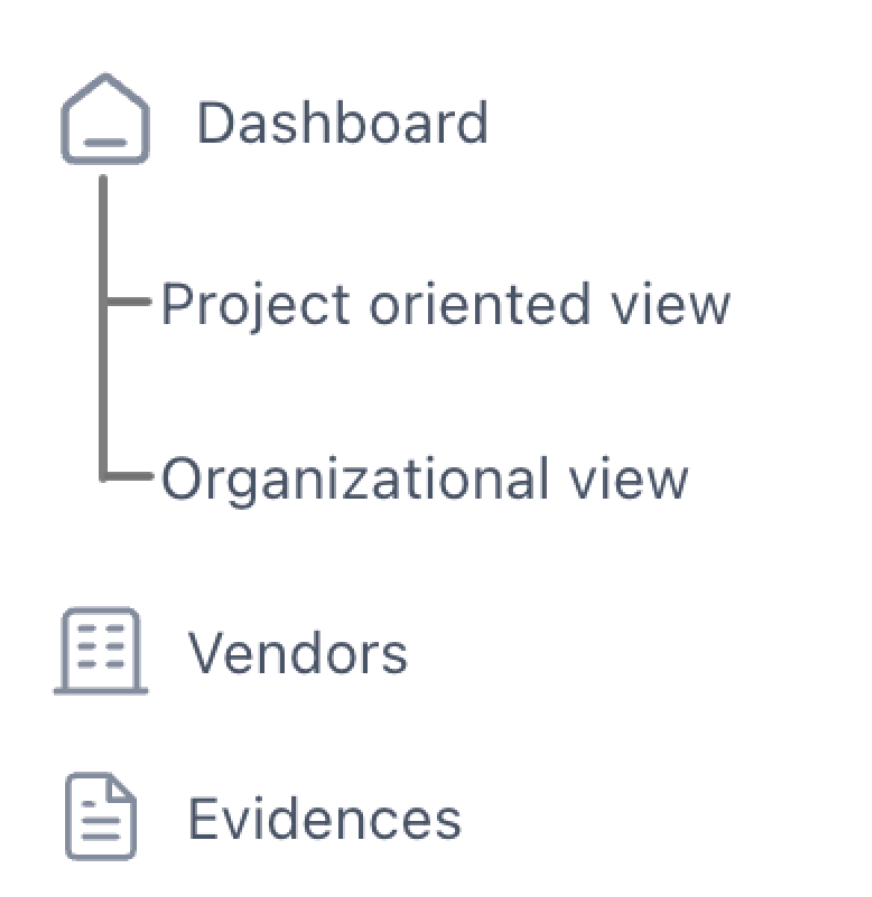 Dashboard
Project oriented view
Organizational view
Vendors
Evidences